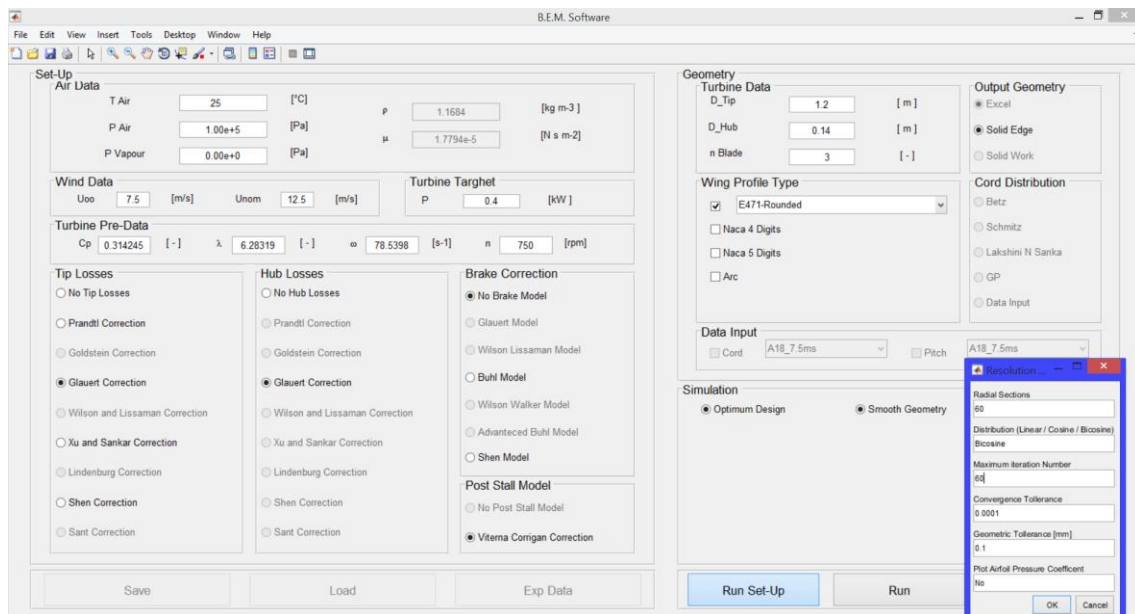 B.E.M. Software
File Edit View Insert Tools Desktop Window Help
Set-Up
Air Data
T Air 25 [°C]
P Air 1.00e+5 [Pa]
P Vapour 0.00e+0 [Pa]
ρ 1.1684 [kg m-3 ]
μ 1.7794e-5 [N s m-2]
Wind Data
Uoo 7.5 [m/s] Unom 12.5 [m/s]
Turbine Targhet
P 0.4 [kW ]
Turbine Pre-Data
Cp 0.314245 [ - ] λ 6.28319 [ - ] ω 78.5398 [s-1] n 750 [rpm]
Tip Losses
No Tip Losses
Prandtl Correction
Goldstein Correction
Glauert Correction
Wilson and Lissaman Correction
Xu and Sankar Correction
Lindenburg Correction
Shen Correction
Sant Correction
Hub Losses
No Hub Losses
Prandtl Correction
Goldstein Correction
Glauert Correction
Wilson and Lissaman Correction
Xu and Sankar Correction
Lindenburg Correction
Shen Correction
Sant Correction
Brake Correction
No Brake Model
Glauert Model
Wilson Lissaman Model
Buhl Model
Wilson Walker Model
Advanteced Buhl Model
Shen Model
Post Stall Model
No Post Stall Model
Viterna Corrigan Correction
Save Load Exp Data
Geometry
Turbine Data
D_Tip 1.2 [ m ]
D_Hub 0.14 [ m ]
n Blade 3 [ - ]
Output Geometry
Excel
Solid Edge
Solid Work
Wing Profile Type
E471-Rounded
Naca 4 Digits
Naca 5 Digits
Arc
Cord Distribution
Betz
Schmitz
Lakshini N Sanka
GP
Data Input
Data Input
Cord A18_7.5ms Pitch A18_7.5ms
Simulation
Optimum Design Smooth Geometry
Run Set-Up Run
Resolution ...
Radial Sections
60
Distribution (Linear / Cosine / Bicosine)
Bicosine
Maximum iteration Number
60
Convergence Tollerance
0.0001
Geometric Tollerance [mm]
0.1
Plot Airfoil Pressure Coefficent
No
OK Cancel